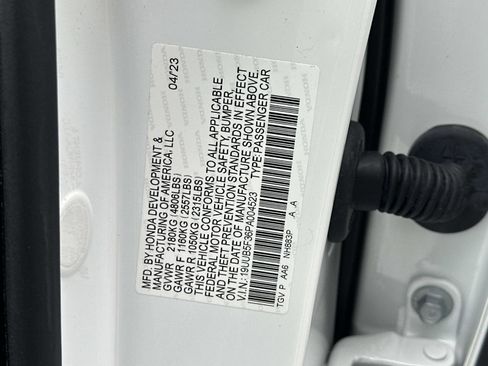 MFD. BY HONDA DEVELOPMENT &
MANUFACTURING OF AMERICA, LLC 04/23
GVWR 2180KG (4806LBS)
GAWR F 1160KG (2557LBS)
GAWR R 1050KG (2315LBS)
THIS VEHICLE CONFORMS TO ALL APPLICABLE
FEDERAL MOTOR VEHICLE SAFETY BUMPER,
AND THEFT PREVENTION STANDARDS IN EFFECT
ON THE DATE OF MANUFACTURE SHOWN ABOVE.
V.I.N.: 19UUB5F36PA004523 TYPE:PASSENGER CAR
TGV P AA6 NH883P A .A
HONDA